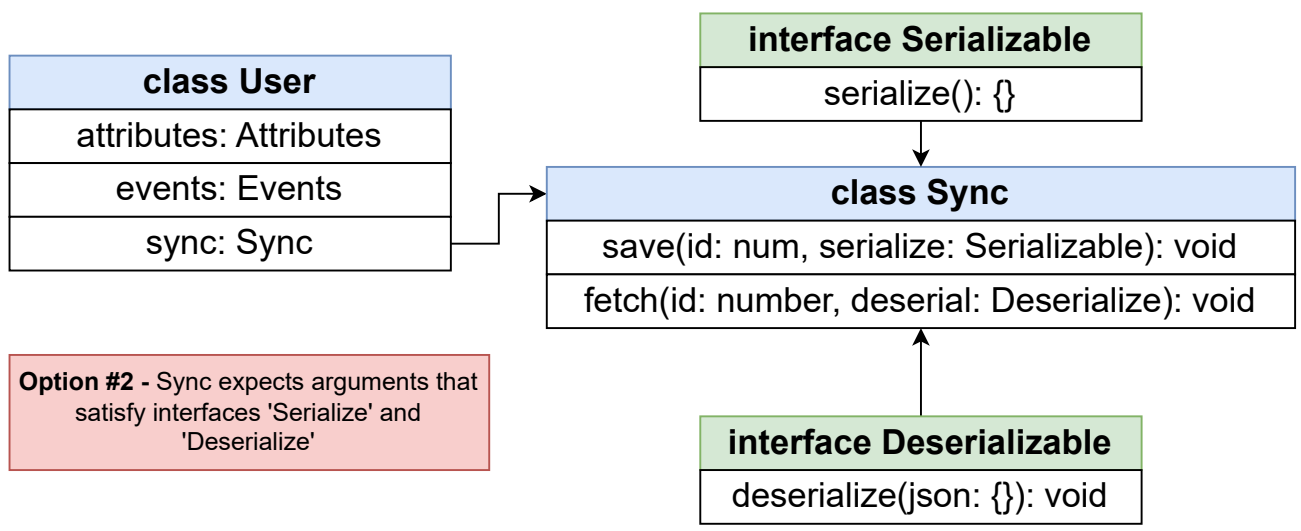 class User
attributes: Attributes
events: Events
sync: Sync
interface Serializable
serialize(): {}
class Sync
save(id: num, serialize: Serializable): void
fetch(id: number, deserial: Deserialize): void
Option #2 - Sync expects arguments that
satisfy interfaces 'Serialize' and
'Deserialize'
interface Deserializable
deserialize(json: {}): void